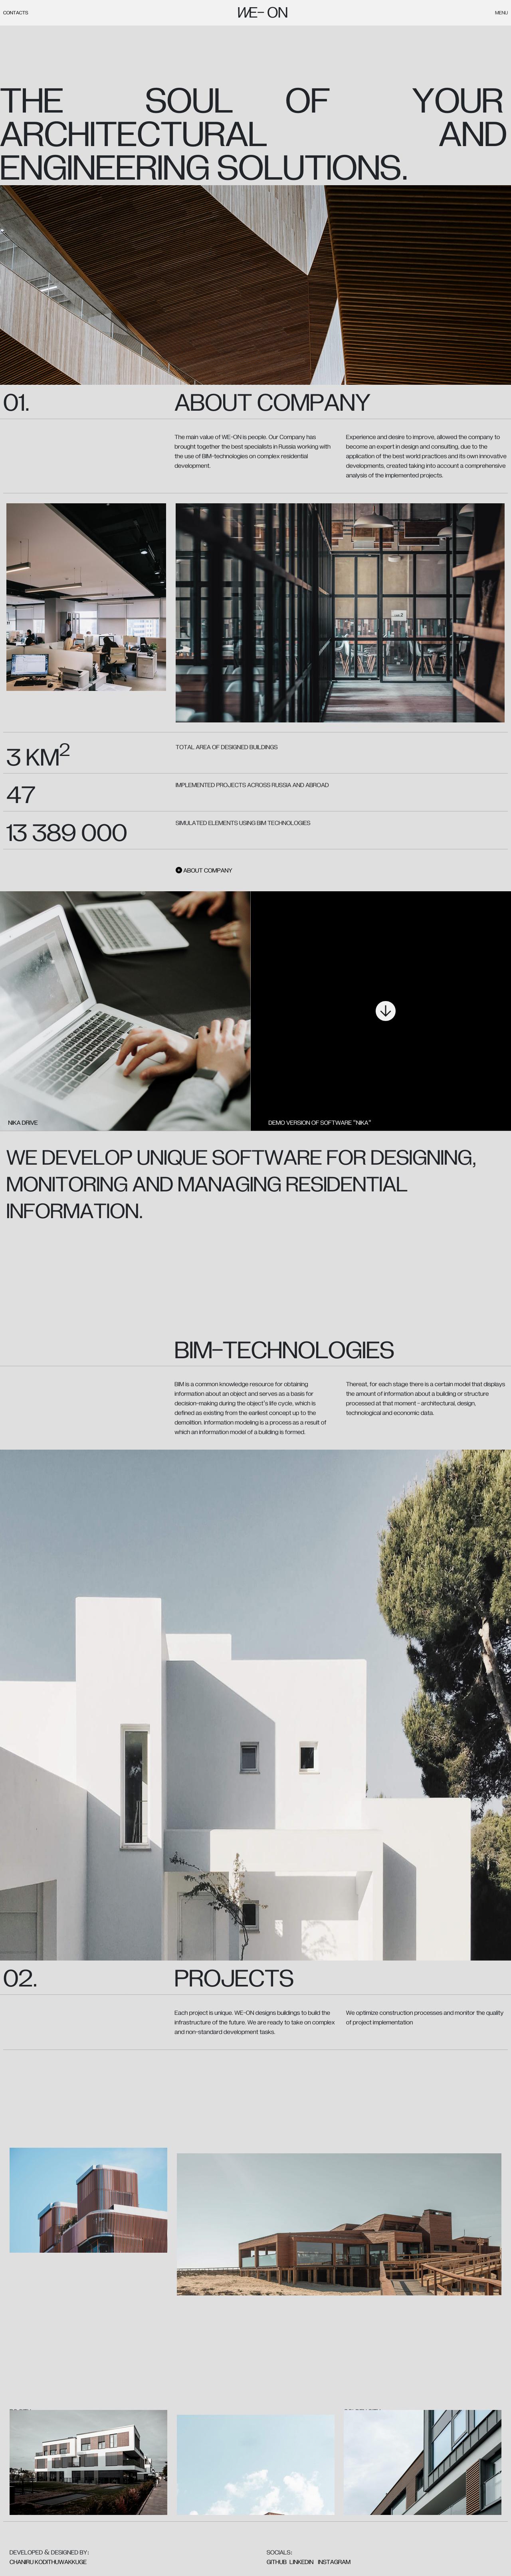 CONTACTS
WE- ON
MENU
THE SOUL OF YOUR
ARCHITECTURAL AND
ENGINEERING SOLUTIONS.
01.
ABOUT COMPANY
The main value of WE-ON is people. Our Company has
brought together the best specialists in Russia working with
the use of BIM-technologies on complex residential
development.
Experience and desire to improve, allowed the company to
become an expert in design and consulting, due to the
application of the best world practices and its own innovative
developments, created taking into account a comprehensive
analysis of the implemented projects.
3 KM2
TOTAL AREA OF DESIGNED BUILDINGS
47
IMPLEMENTED PROJECTS ACROSS RUSSIA AND ABROAD
13 389 000
SIMULATED ELEMENTS USING BIM TECHNOLOGIES
ABOUT COMPANY
NIKA DRIVE
DEMO VERSION OF SOFTWARE "NIKA"
WE DEVELOP UNIQUE SOFTWARE FOR DESIGNING,
MONITORING AND MANAGING RESIDENTIAL
INFORMATION.
BIM-TECHNOLOGIES
BIM is a common knowledge resource for obtaining
information about an object and serves as a basis for
decision-making during the object's life cycle, which is
defined as existing from the earliest concept up to the
demolition. Information modeling is a process as a result of
which an information model of a building is formed.
Thereat, for each stage there is a certain model that displays
the amount of information about a building or structure
processed at that moment - architectural, design,
technological and economic data.
02.
PROJECTS
Each project is unique. WE-ON designs buildings to build the
infrastructure of the future. We are ready to take on complex
and non-standard development tasks.
We optimize construction processes and monitor the quality
of project implementation
DEVELOPED & DESIGNED BY:
CHANIRU KODITHUWAKKUGE
SOCIALS:
GITHUB LINKEDIN INSTAGRAM